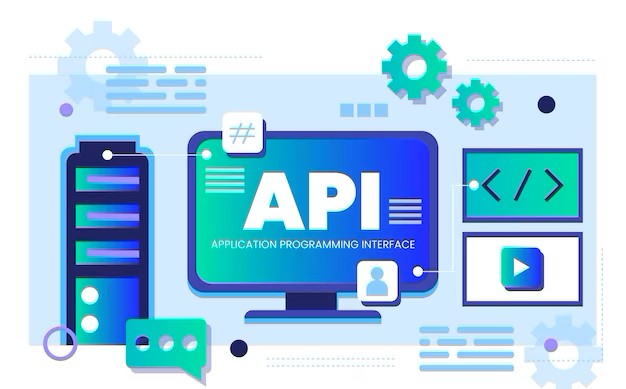 #
API
APPLICATION PROGRAMMING INTERFACE
</>